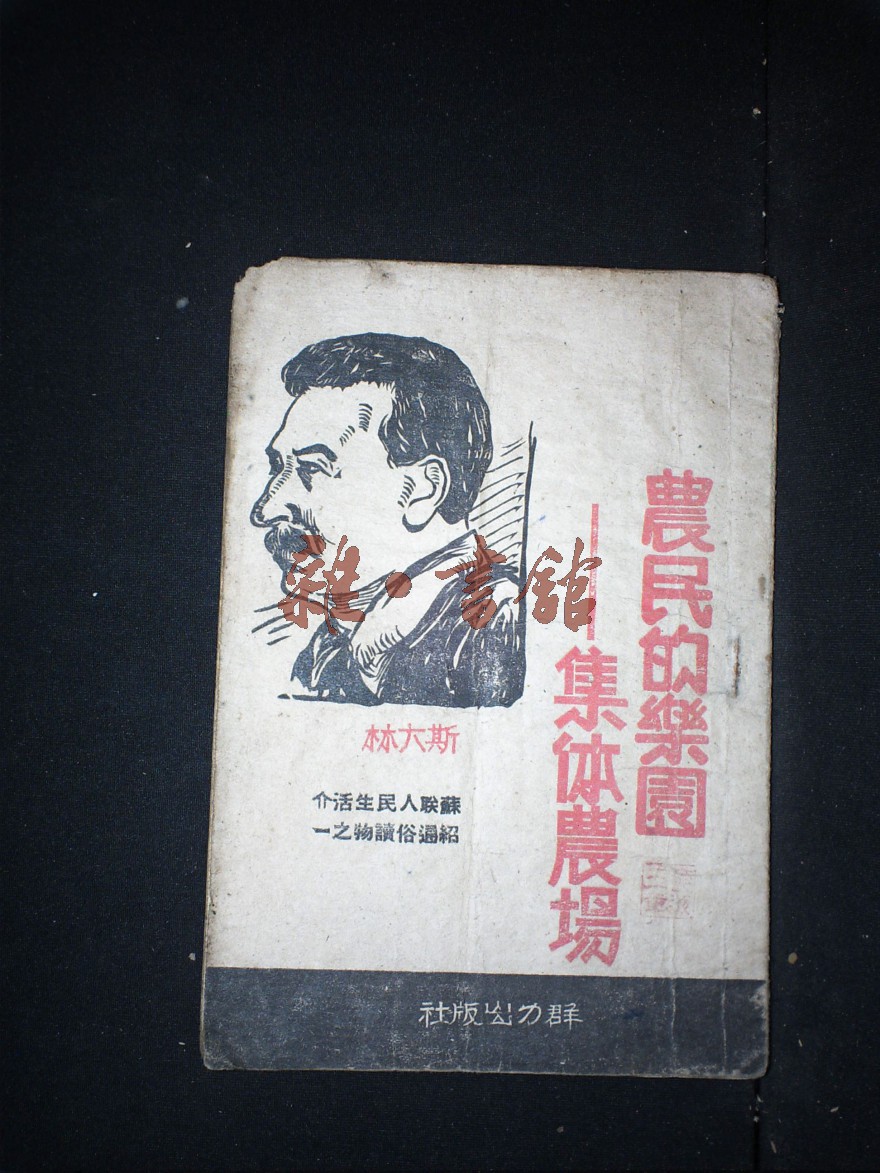 農民的樂園
——集体農場
斯大林
蘇联人民生活介
紹通俗讀物之一
群力出版社
雜·書館